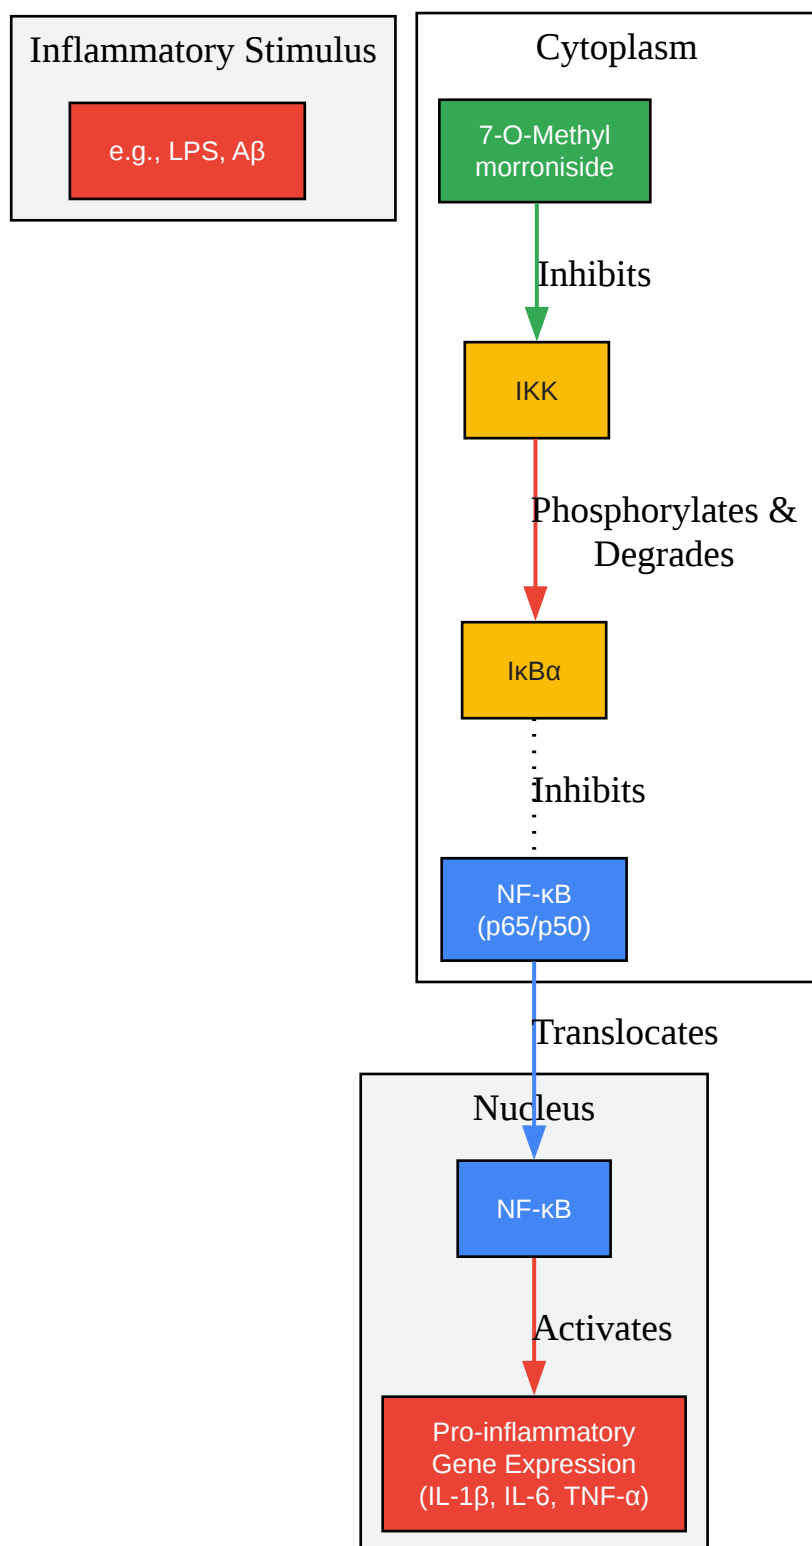 Inflammatory Stimulus
e.g., LPS, Aβ
Cytoplasm
7-O-Methyl
morroniside
Inhibits
IKK
Phosphorylates &
Degrades
IκBα
Inhibits
NF-κB
(p65/p50)
Translocates
Nucleus
NF-κB
Activates
Pro-inflammatory
Gene Expression
(IL-1β, IL-6, TNF-α)